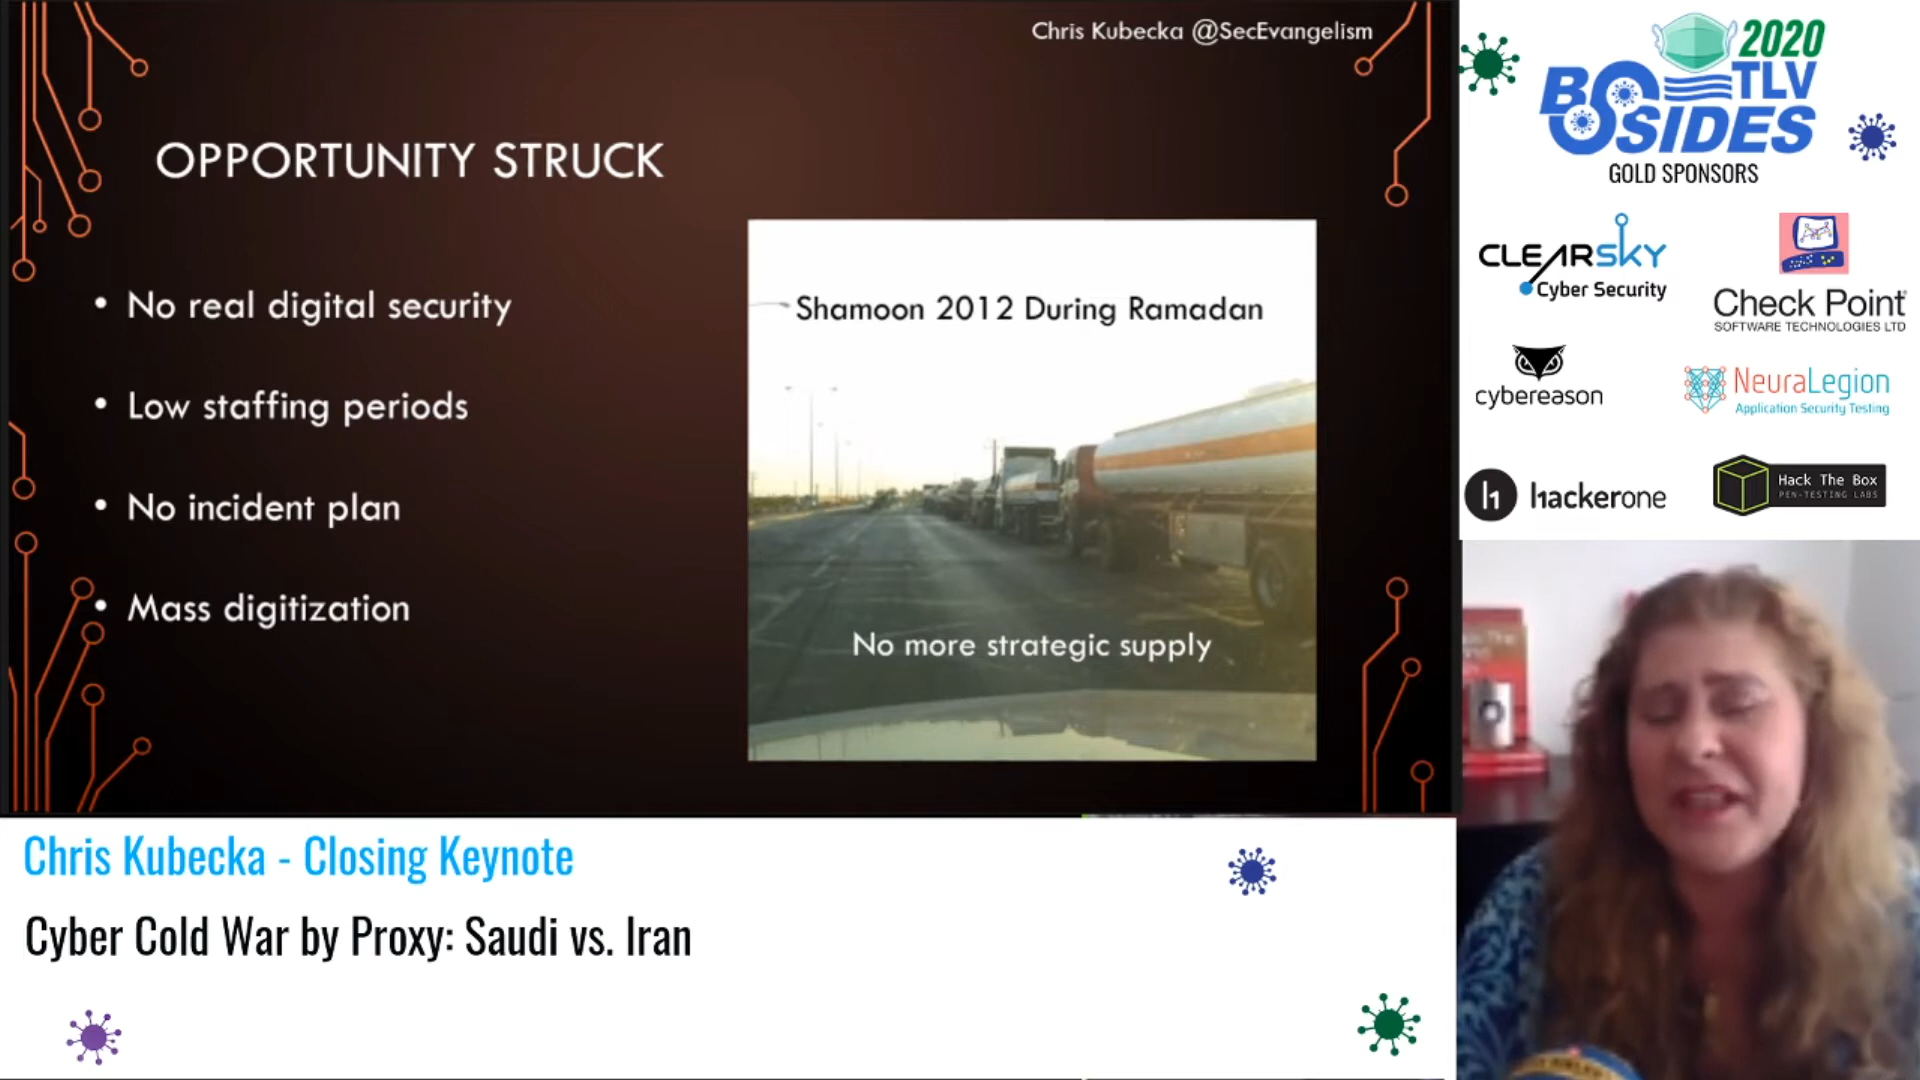 Chris Kubecka @SecEvangelism
OPPORTUNITY STRUCK
• No real digital security
• Low staffing periods
• No incident plan
• Mass digitization
Shamoon 2012 During Ramadan
No more strategic supply
2020
BSIDES TLV
GOLD SPONSORS
CLEARSKY
Cyber Security
Check Point
SOFTWARE TECHNOLOGIES LTD
cybereason
NeuraLegion
Application Security Testing
h1 hackerone
Hack The Box
PEN-TESTING LABS
Chris Kubecka - Closing Keynote
Cyber Cold War by Proxy: Saudi vs. Iran